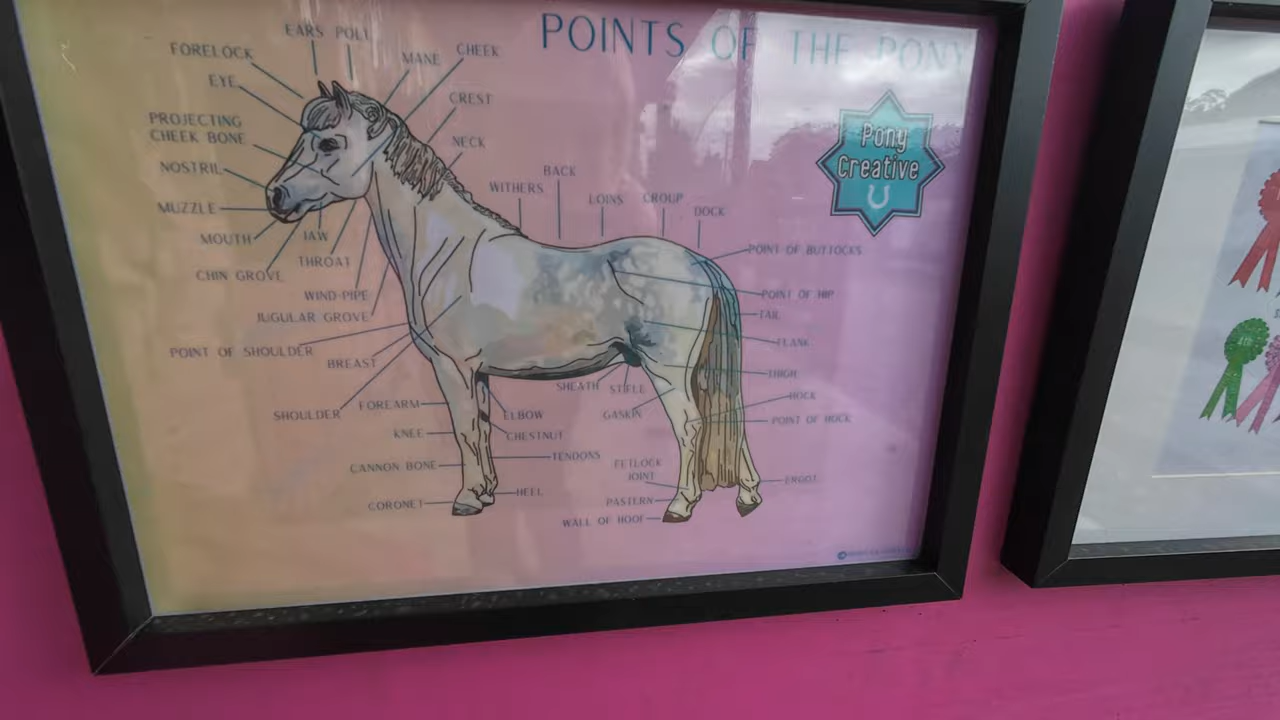 POINTS OF THE PONY
EARS POLL
FORELOCK
MANE
CHEEK
EYE
CREST
PROJECTING
CHEEK BONE
NECK
NOSTRIL
BACK
WITHERS
LOINS
CROUP
DOCK
MUZZLE
MOUTH
JAW
CHIN GROVE
THROAT
WIND-PIPE
JUGULAR GROVE
POINT OF SHOULDER
BREAST
SHOULDER
FOREARM
KNEE
CANNON BONE
CORONET
ELBOW
CHESTNUT
TENDONS
HEEL
SHEATH
STIFLE
GASKIN
FETLOCK
JOINT
PASTERN
WALL OF HOOF
POINT OF BUTTOCKS
POINT OF HIP
TAIL
FLANK
THIGH
HOCK
POINT OF HOCK
ERGOT
Pony
Creative